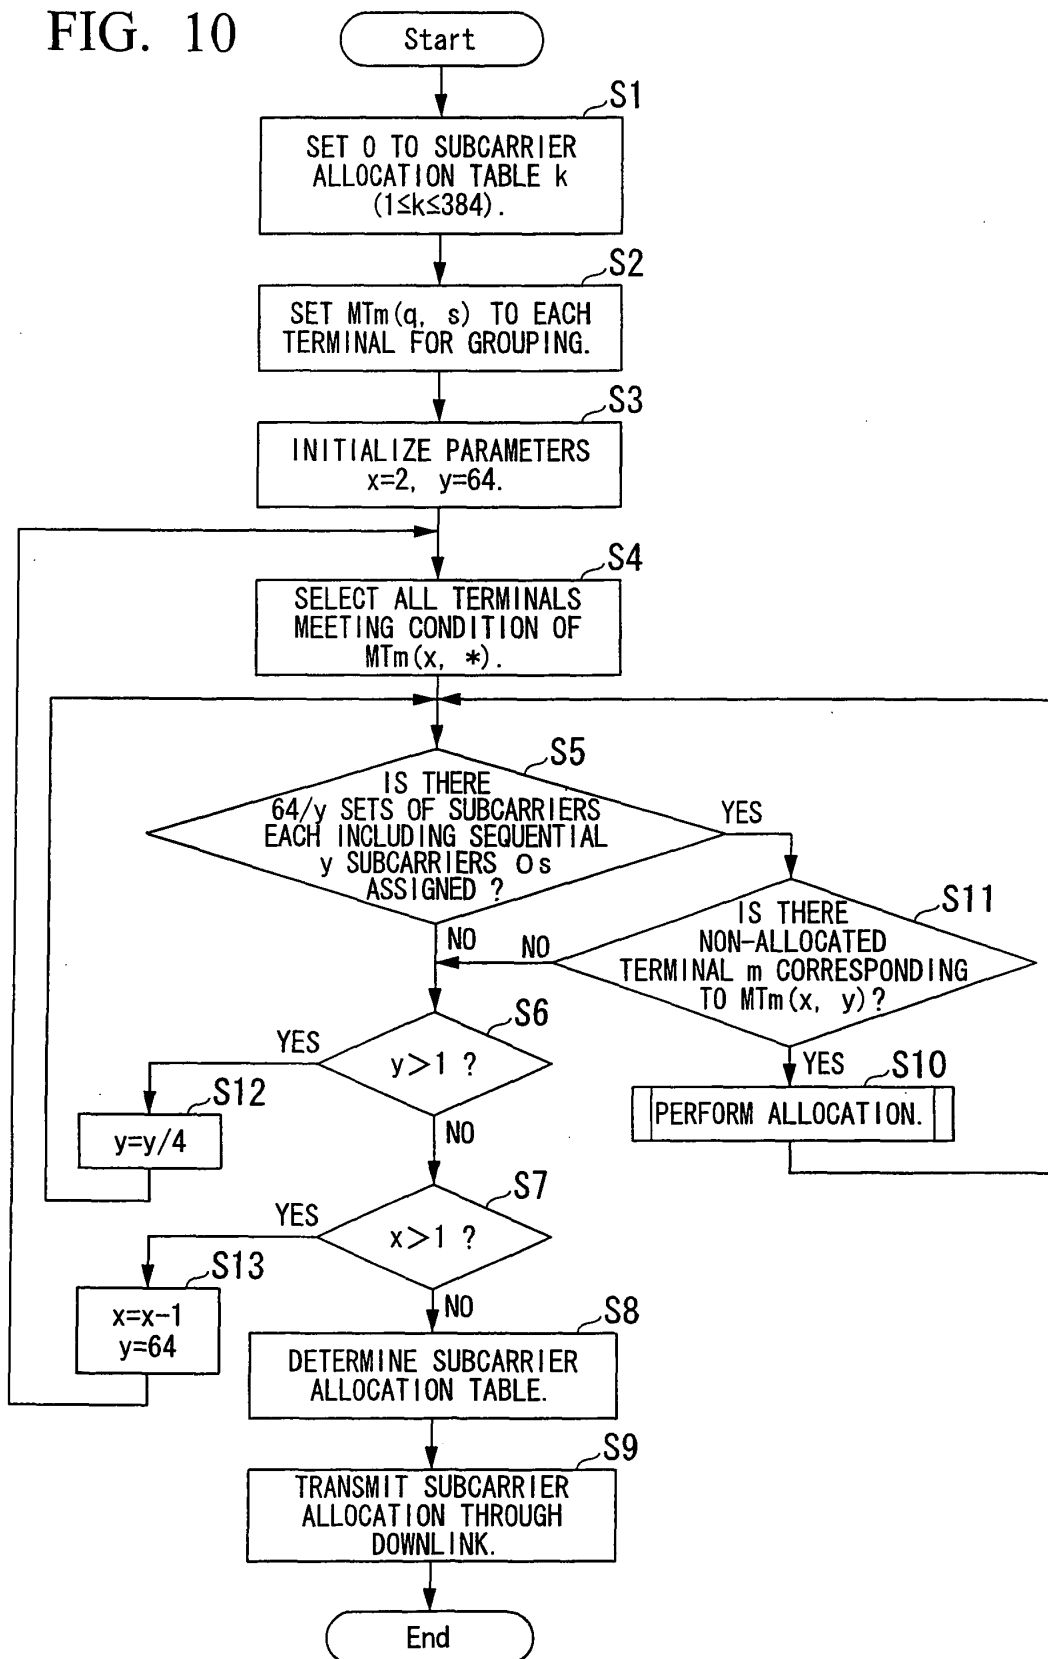 FIG. 10
Start
S1
SET 0 TO SUBCARRIER
ALLOCATION TABLE k
(1≤k≤384).
S2
SET MTm(q, s) TO EACH
TERMINAL FOR GROUPING.
S3
INITIALIZE PARAMETERS
x=2, y=64.
S4
SELECT ALL TERMINALS
MEETING CONDITION OF
MTm(x, *).
S5
IS THERE
64/y SETS OF SUBCARRIERS
EACH INCLUDING SEQUENTIAL
y SUBCARRIERS 0s
ASSIGNED ?
YES
NO
S11
IS THERE
NON-ALLOCATED
TERMINAL m CORRESPONDING
TO MTm(x, y)?
NO
YES
S10
PERFORM ALLOCATION.
S6
y>1 ?
YES
NO
S12
y=y/4
S7
x>1 ?
YES
NO
S13
x=x-1
y=64
S8
DETERMINE SUBCARRIER
ALLOCATION TABLE.
S9
TRANSMIT SUBCARRIER
ALLOCATION THROUGH
DOWNLINK.
End